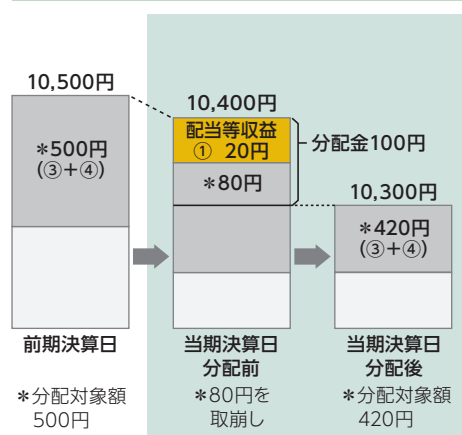 10,500円
＊500円
(③+④)
前期決算日
＊分配対象額
500円
10,400円
配当等収益
① 20円
＊80円
分配金100円
当期決算日
分配前
＊80円を
取崩し
10,300円
＊420円
(③+④)
当期決算日
分配後
＊分配対象額
420円